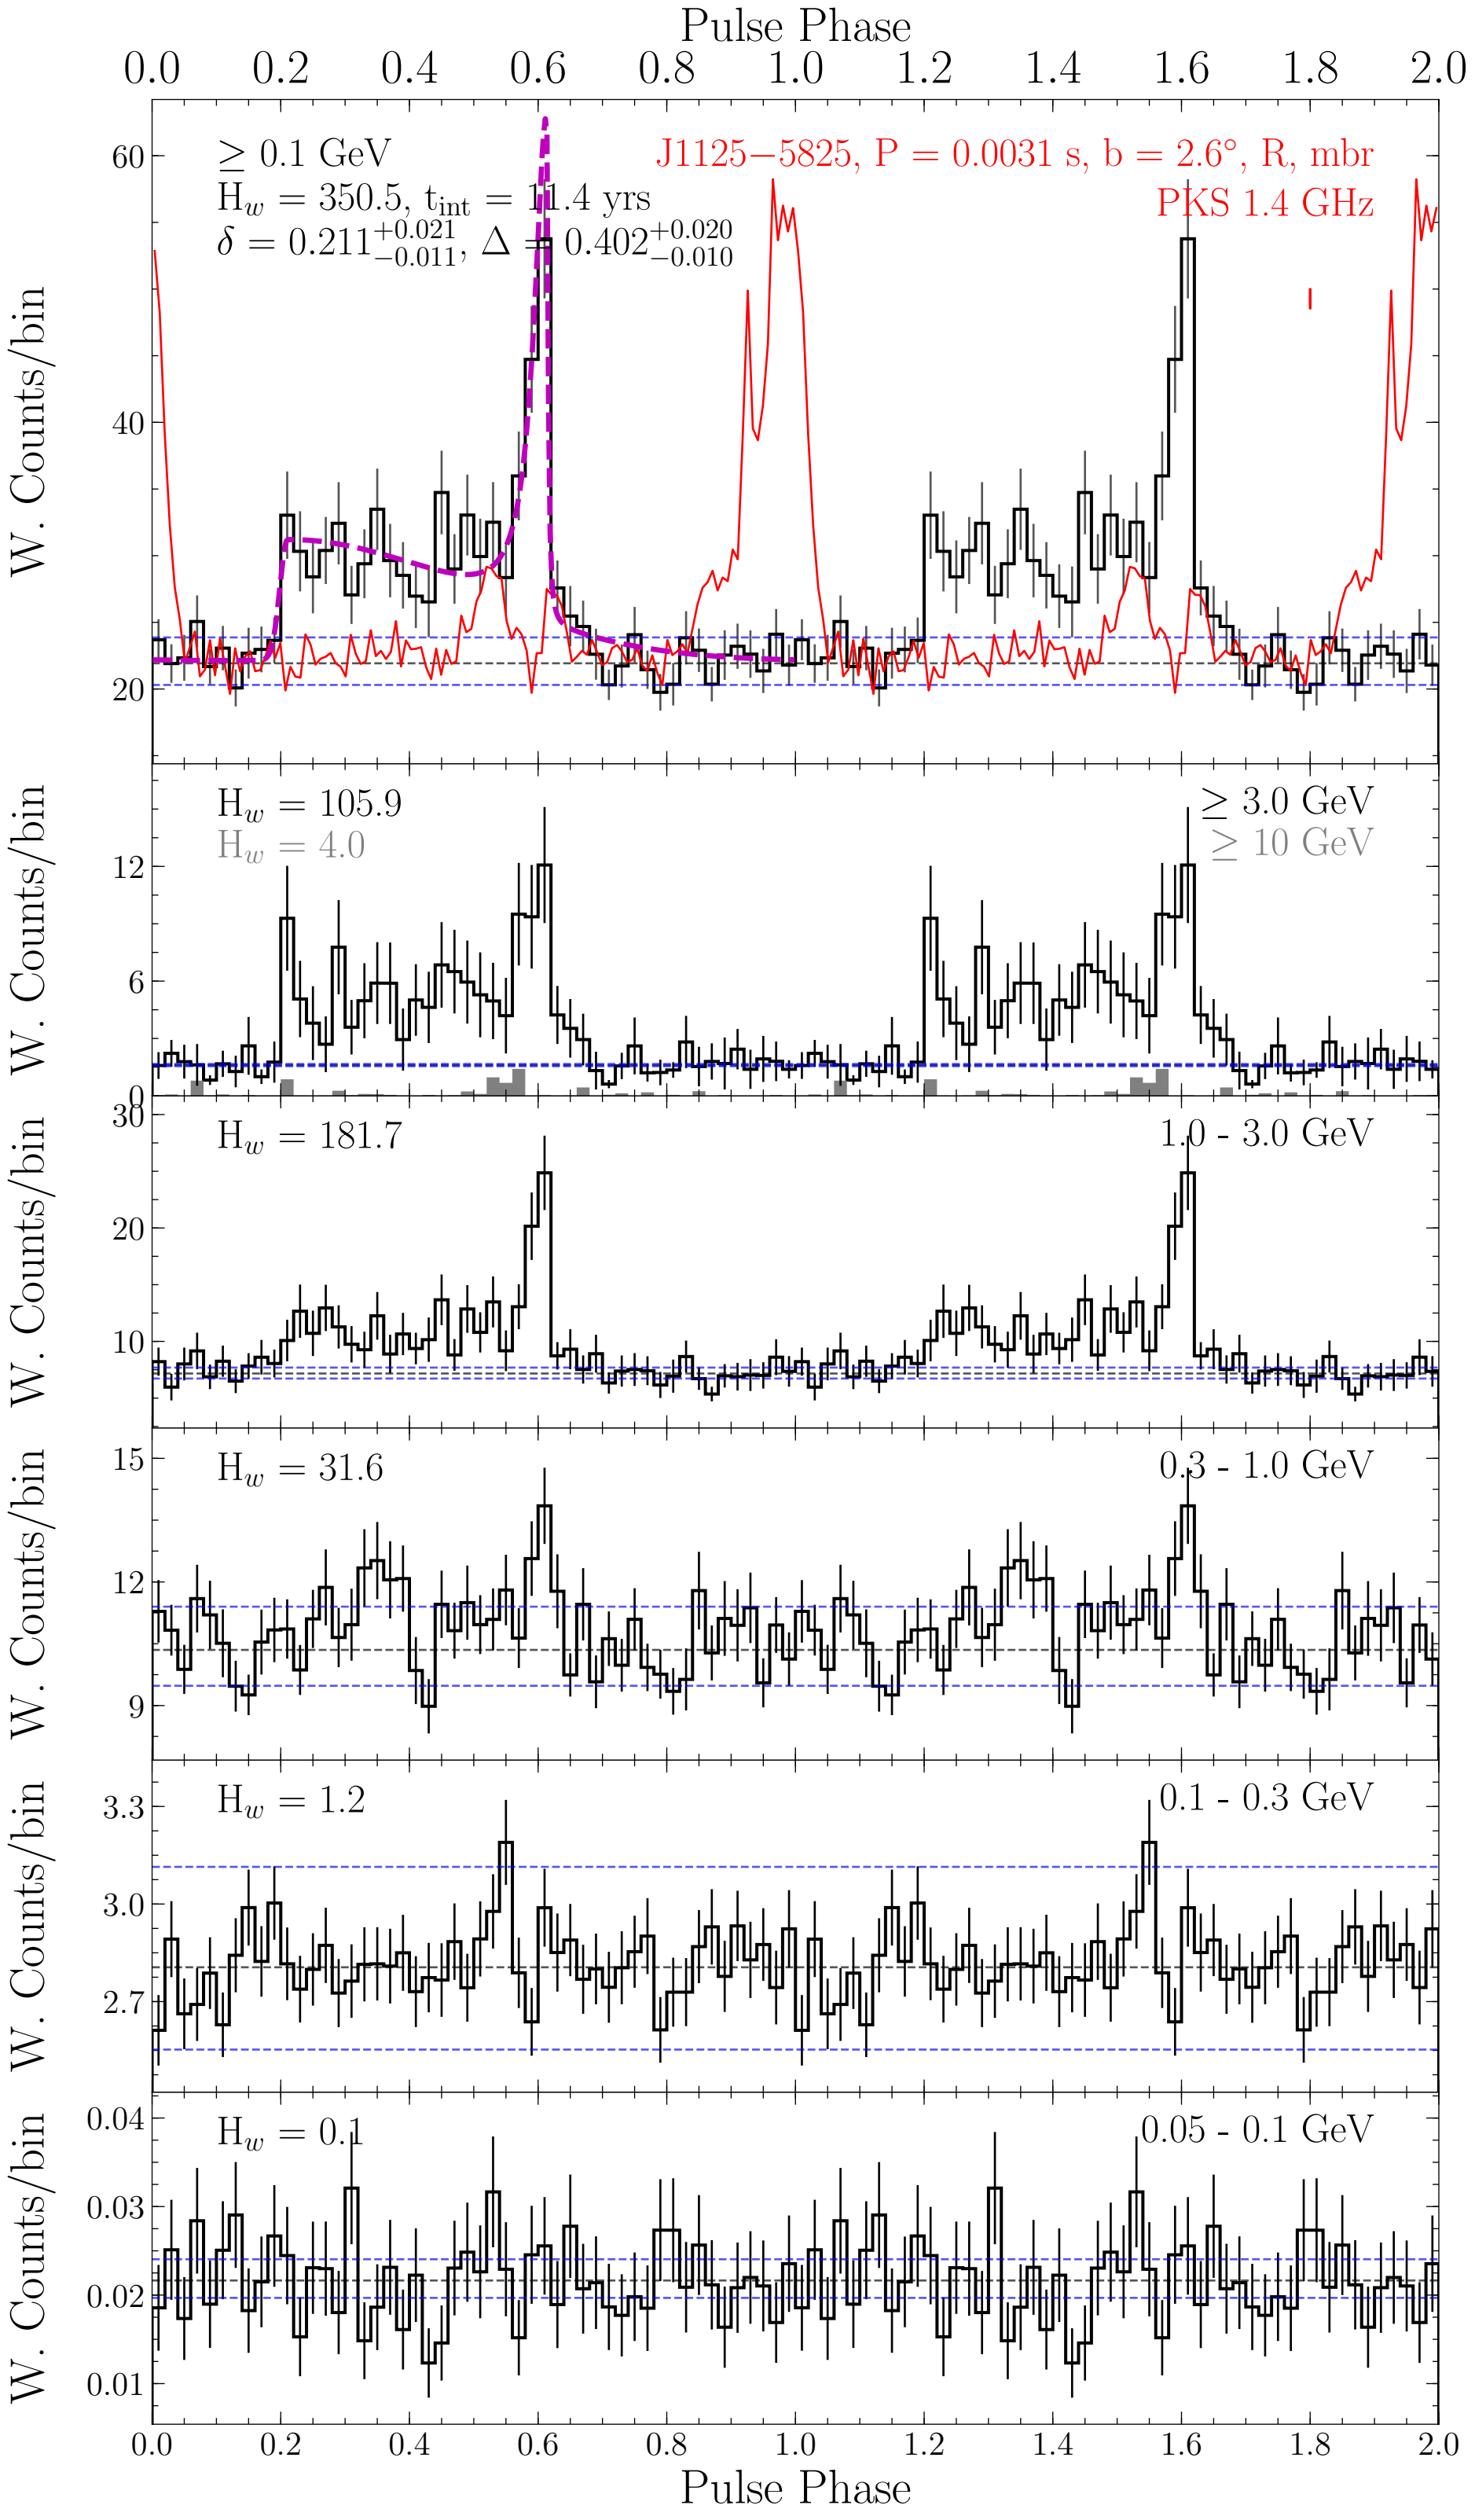 Pulse Phase
0.0 0.2 0.4 0.6 0.8 1.0 1.2 1.4 1.6 1.8 2.0
≥ 0.1 GeV
H_w = 350.5, t_int = 11.4 yrs
δ = 0.211^{+0.021}_{−0.011}, Δ = 0.402^{+0.020}_{−0.010}
J1125−5825, P = 0.0031 s, b = 2.6°, R, mbr
PKS 1.4 GHz
60
40
20
W. Counts/bin
H_w = 105.9
H_w = 4.0
≥ 3.0 GeV
≥ 10 GeV
12
6
0
W. Counts/bin
H_w = 181.7
1.0 - 3.0 GeV
30
20
10
W. Counts/bin
H_w = 31.6
0.3 - 1.0 GeV
15
12
9
W. Counts/bin
H_w = 1.2
0.1 - 0.3 GeV
3.3
3.0
2.7
W. Counts/bin
H_w = 0.1
0.05 - 0.1 GeV
0.04
0.03
0.02
0.01
W. Counts/bin
0.0 0.2 0.4 0.6 0.8 1.0 1.2 1.4 1.6 1.8 2.0
Pulse Phase